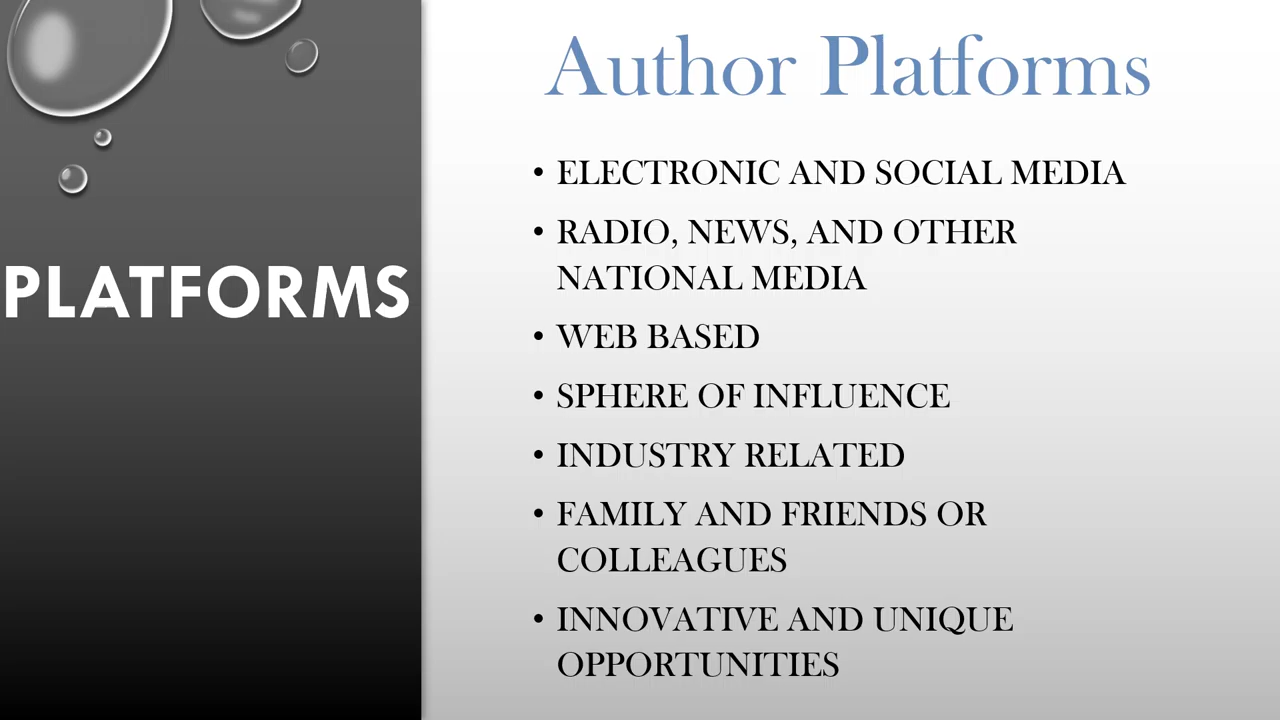 PLATFORMS
Author Platforms
• ELECTRONIC AND SOCIAL MEDIA
• RADIO, NEWS, AND OTHER
NATIONAL MEDIA
• WEB BASED
• SPHERE OF INFLUENCE
• INDUSTRY RELATED
• FAMILY AND FRIENDS OR
COLLEAGUES
• INNOVATIVE AND UNIQUE
OPPORTUNITIES